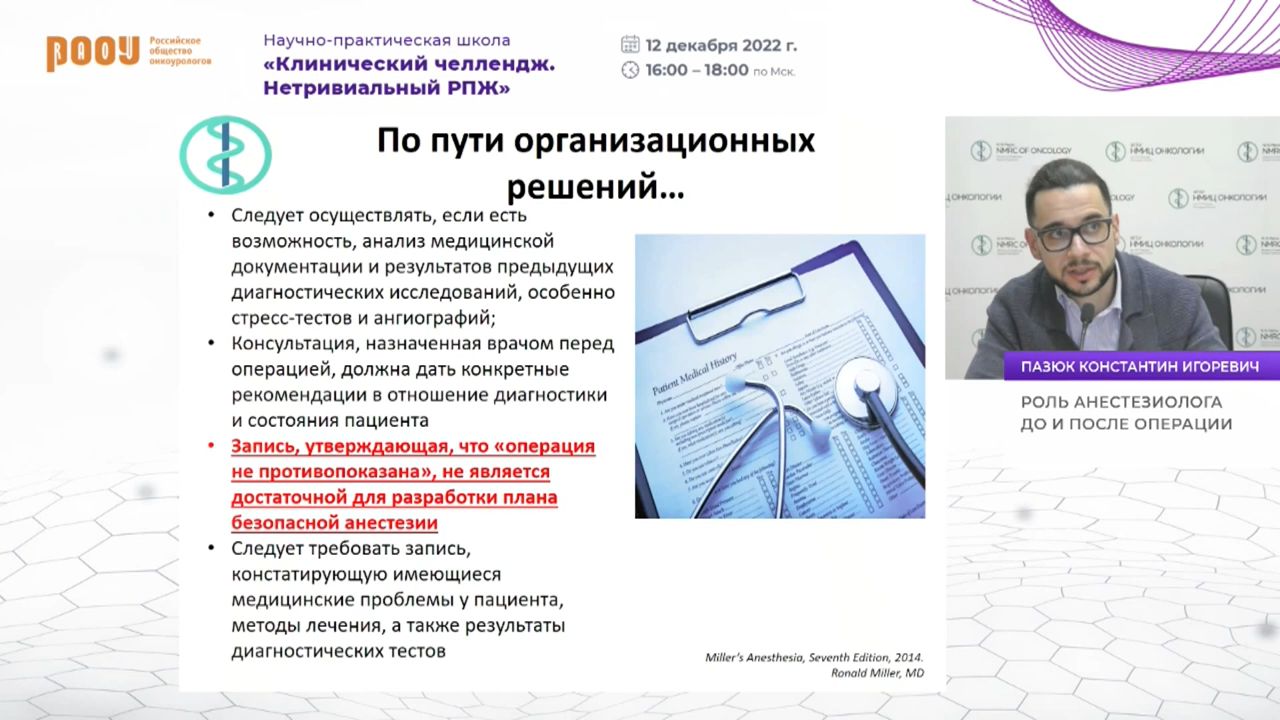 РАОУ
Российское
общество
онкоурологов
Научно-практическая школа
«Клинический челлендж.
Нетривиальный РПЖ»
12 декабря 2022 г.
16:00 – 18:00 по Мск.
По пути организационных
решений...
• Следует осуществлять, если есть
возможность, анализ медицинской
документации и результатов предыдущих
диагностических исследований, особенно
стресс-тестов и ангиографий;
• Консультация, назначенная врачом перед
операцией, должна дать конкретные
рекомендации в отношение диагностики
и состояния пациента
• Запись, утверждающая, что «операция
не противопоказана», не является
достаточной для разработки плана
безопасной анестезии
• Следует требовать запись,
констатирующую имеющиеся
медицинские проблемы у пациента,
методы лечения, а также результаты
диагностических тестов
Patient Medical History
Miller's Anesthesia, Seventh Edition, 2014.
Ronald Miller, MD
NMRC OF ONCOLOGY
НМИЦ ОНКОЛОГИИ
ПАЗЮК КОНСТАНТИН ИГОРЕВИЧ
РОЛЬ АНЕСТЕЗИОЛОГА
ДО И ПОСЛЕ ОПЕРАЦИИ